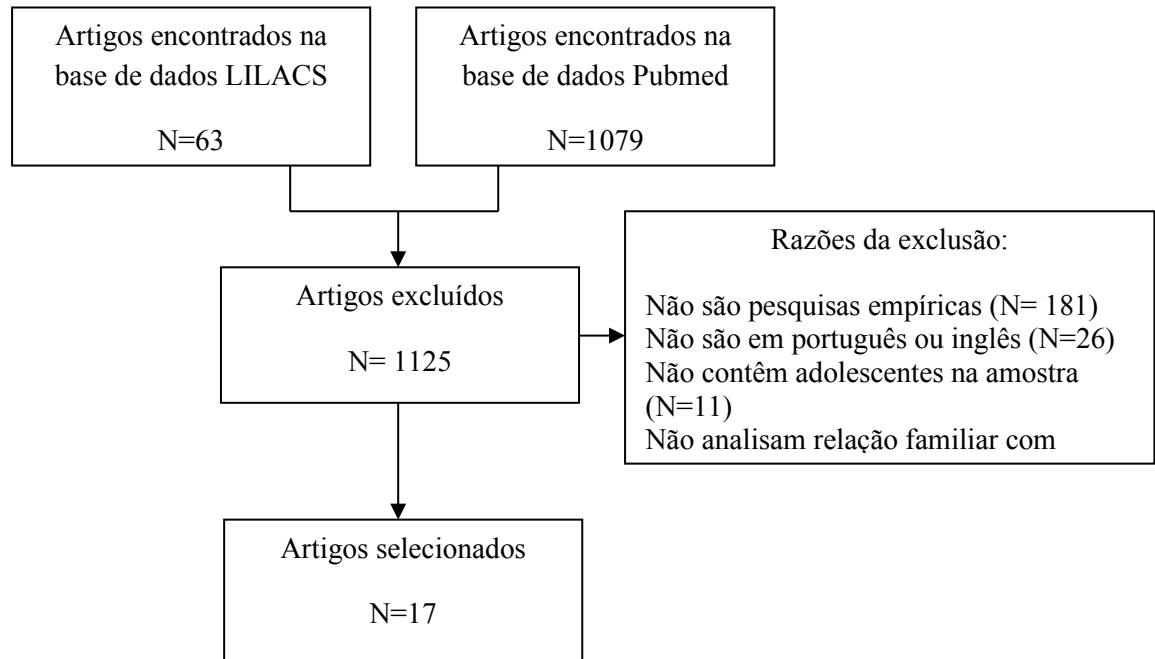 Artigos encontrados na
base de dados LILACS
N=63
Artigos encontrados na
base de dados Pubmed
N=1079
Artigos excluídos
N= 1125
Razões da exclusão:
Não são pesquisas empíricas (N= 181)
Não são em português ou inglês (N=26)
Não contêm adolescentes na amostra
(N=11)
Não analisam relação familiar com
Artigos selecionados
N=17